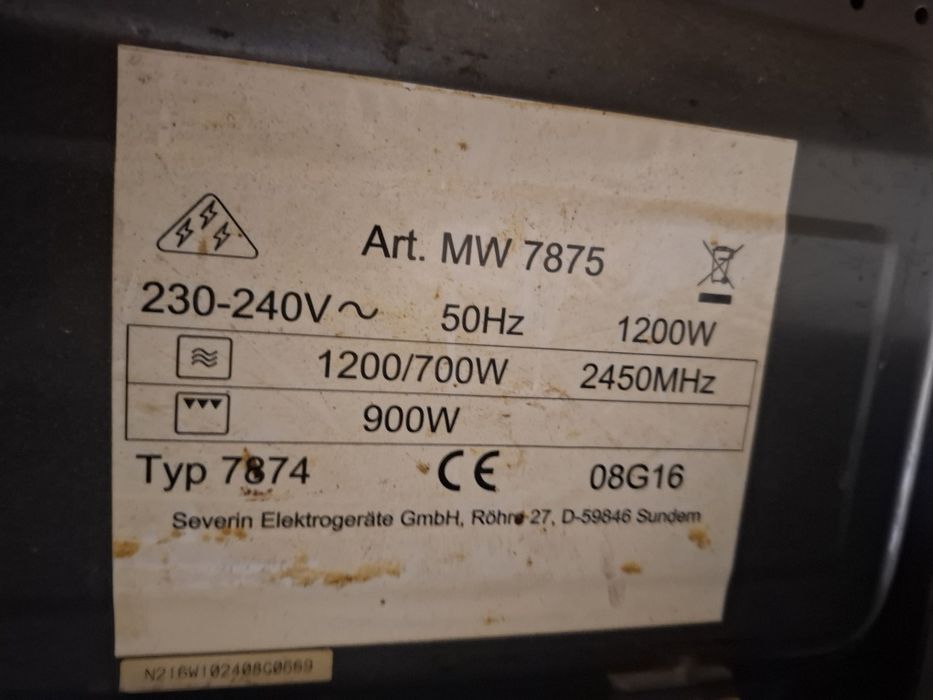 Art. MW 7875
230-240V~ 50Hz 1200W
1200/700W 2450MHz
900W
Typ 7874 CE 08G16
Severin Elektrogeräte GmbH, Röhre 27, D-59846 Sundern